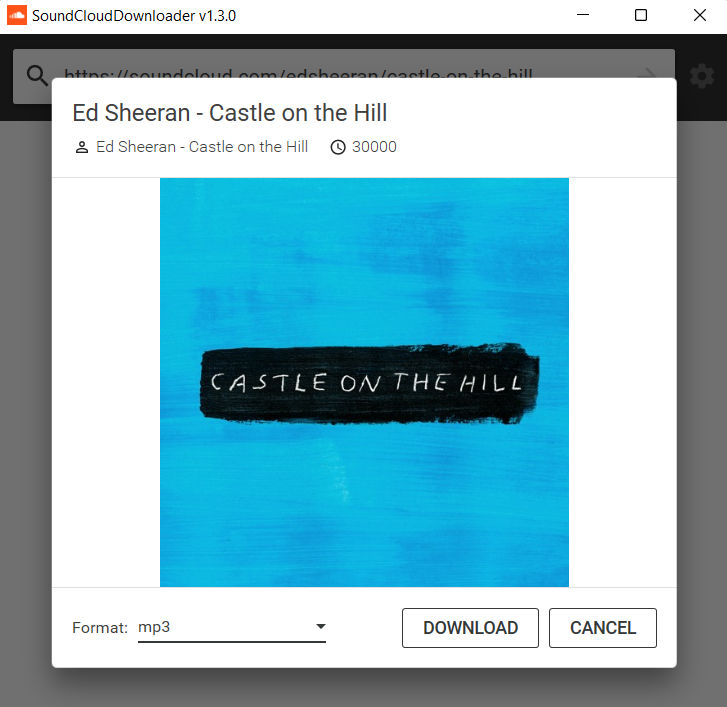 SoundCloudDownloader v1.3.0
https://soundcloud.com/edsheeran/castle-on-the-hill
Ed Sheeran - Castle on the Hill
Ed Sheeran - Castle on the Hill 30000
CASTLE ON THE HILL
Format: mp3 DOWNLOAD CANCEL